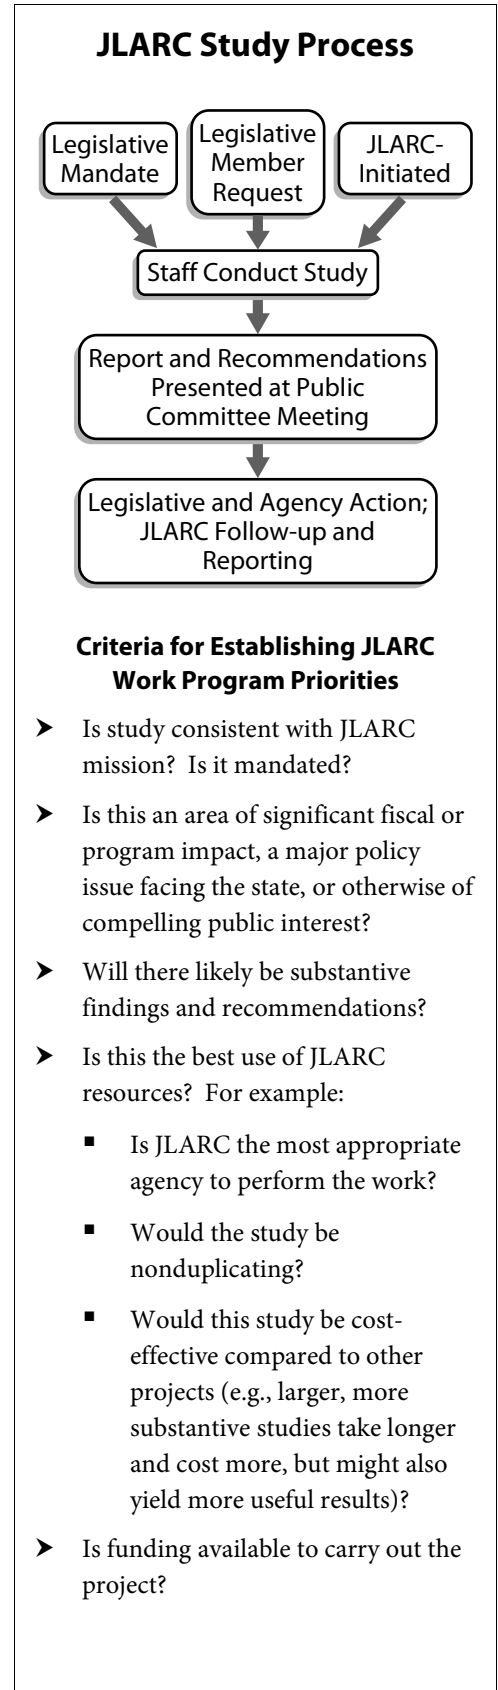 JLARC Study Process
Legislative
Mandate
Legislative
Member
Request
JLARC-
Initiated
Staff Conduct Study
Report and Recommendations
Presented at Public
Committee Meeting
Legislative and Agency Action;
JLARC Follow-up and
Reporting
Criteria for Establishing JLARC
Work Program Priorities
➤ Is study consistent with JLARC
mission?  Is it mandated?
➤ Is this an area of significant fiscal or
program impact, a major policy
issue facing the state, or otherwise of
compelling public interest?
➤ Will there likely be substantive
findings and recommendations?
➤ Is this the best use of JLARC
resources?  For example:
▪ Is JLARC the most appropriate
agency to perform the work?
▪ Would the study be
nonduplicating?
▪ Would this study be cost-
effective compared to other
projects (e.g., larger, more
substantive studies take longer
and cost more, but might also
yield more useful results)?
➤ Is funding available to carry out the
project?